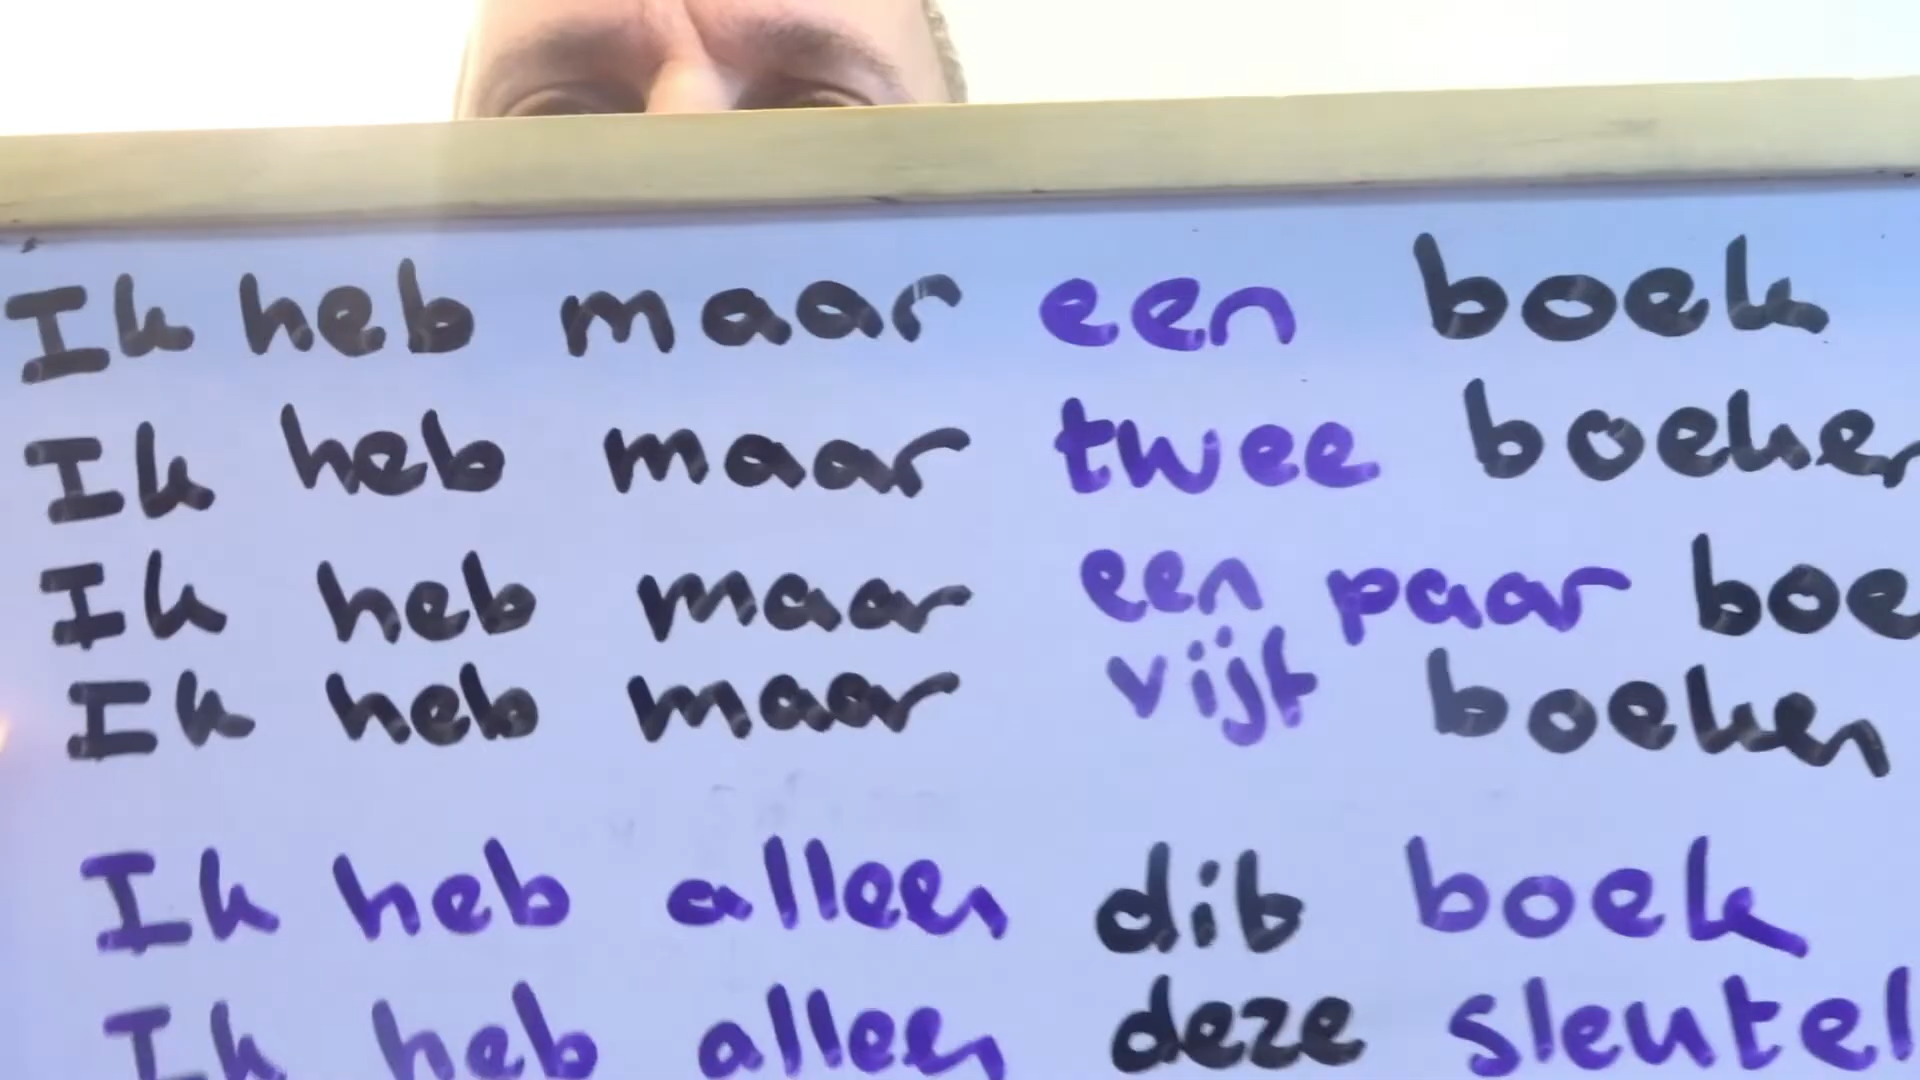 Ik heb maar een boek
Ik heb maar twee boeken
Ik heb maar een paar boe
Ik heb maar vijf boeken
Ik heb alleen dit boek
Ik heb alleen deze sleutel